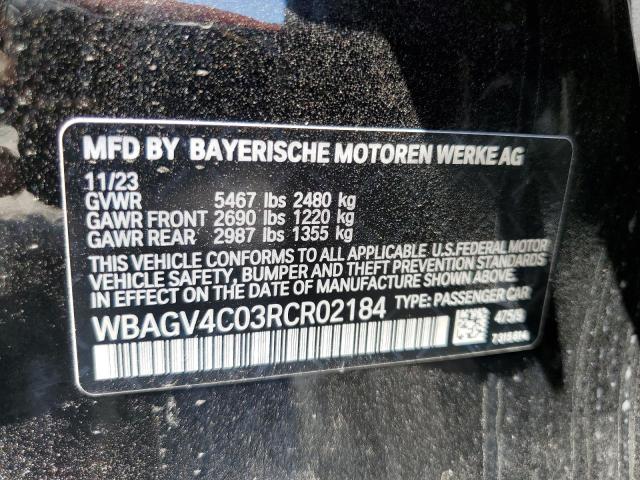 MFD BY BAYERISCHE MOTOREN WERKE AG
11/23
GVWR 5467 lbs 2480 kg
GAWR FRONT 2690 lbs 1220 kg
GAWR REAR 2987 lbs 1355 kg
THIS VEHICLE CONFORMS TO ALL APPLICABLE U.S.FEDERAL MOTOR
VEHICLE SAFETY, BUMPER AND THEFT PREVENTION STANDARDS
IN EFFECT ON THE DATE OF MANUFACTURE SHOWN ABOVE.
WBAGV4C03RCR02184 TYPE: PASSENGER CAR
475B